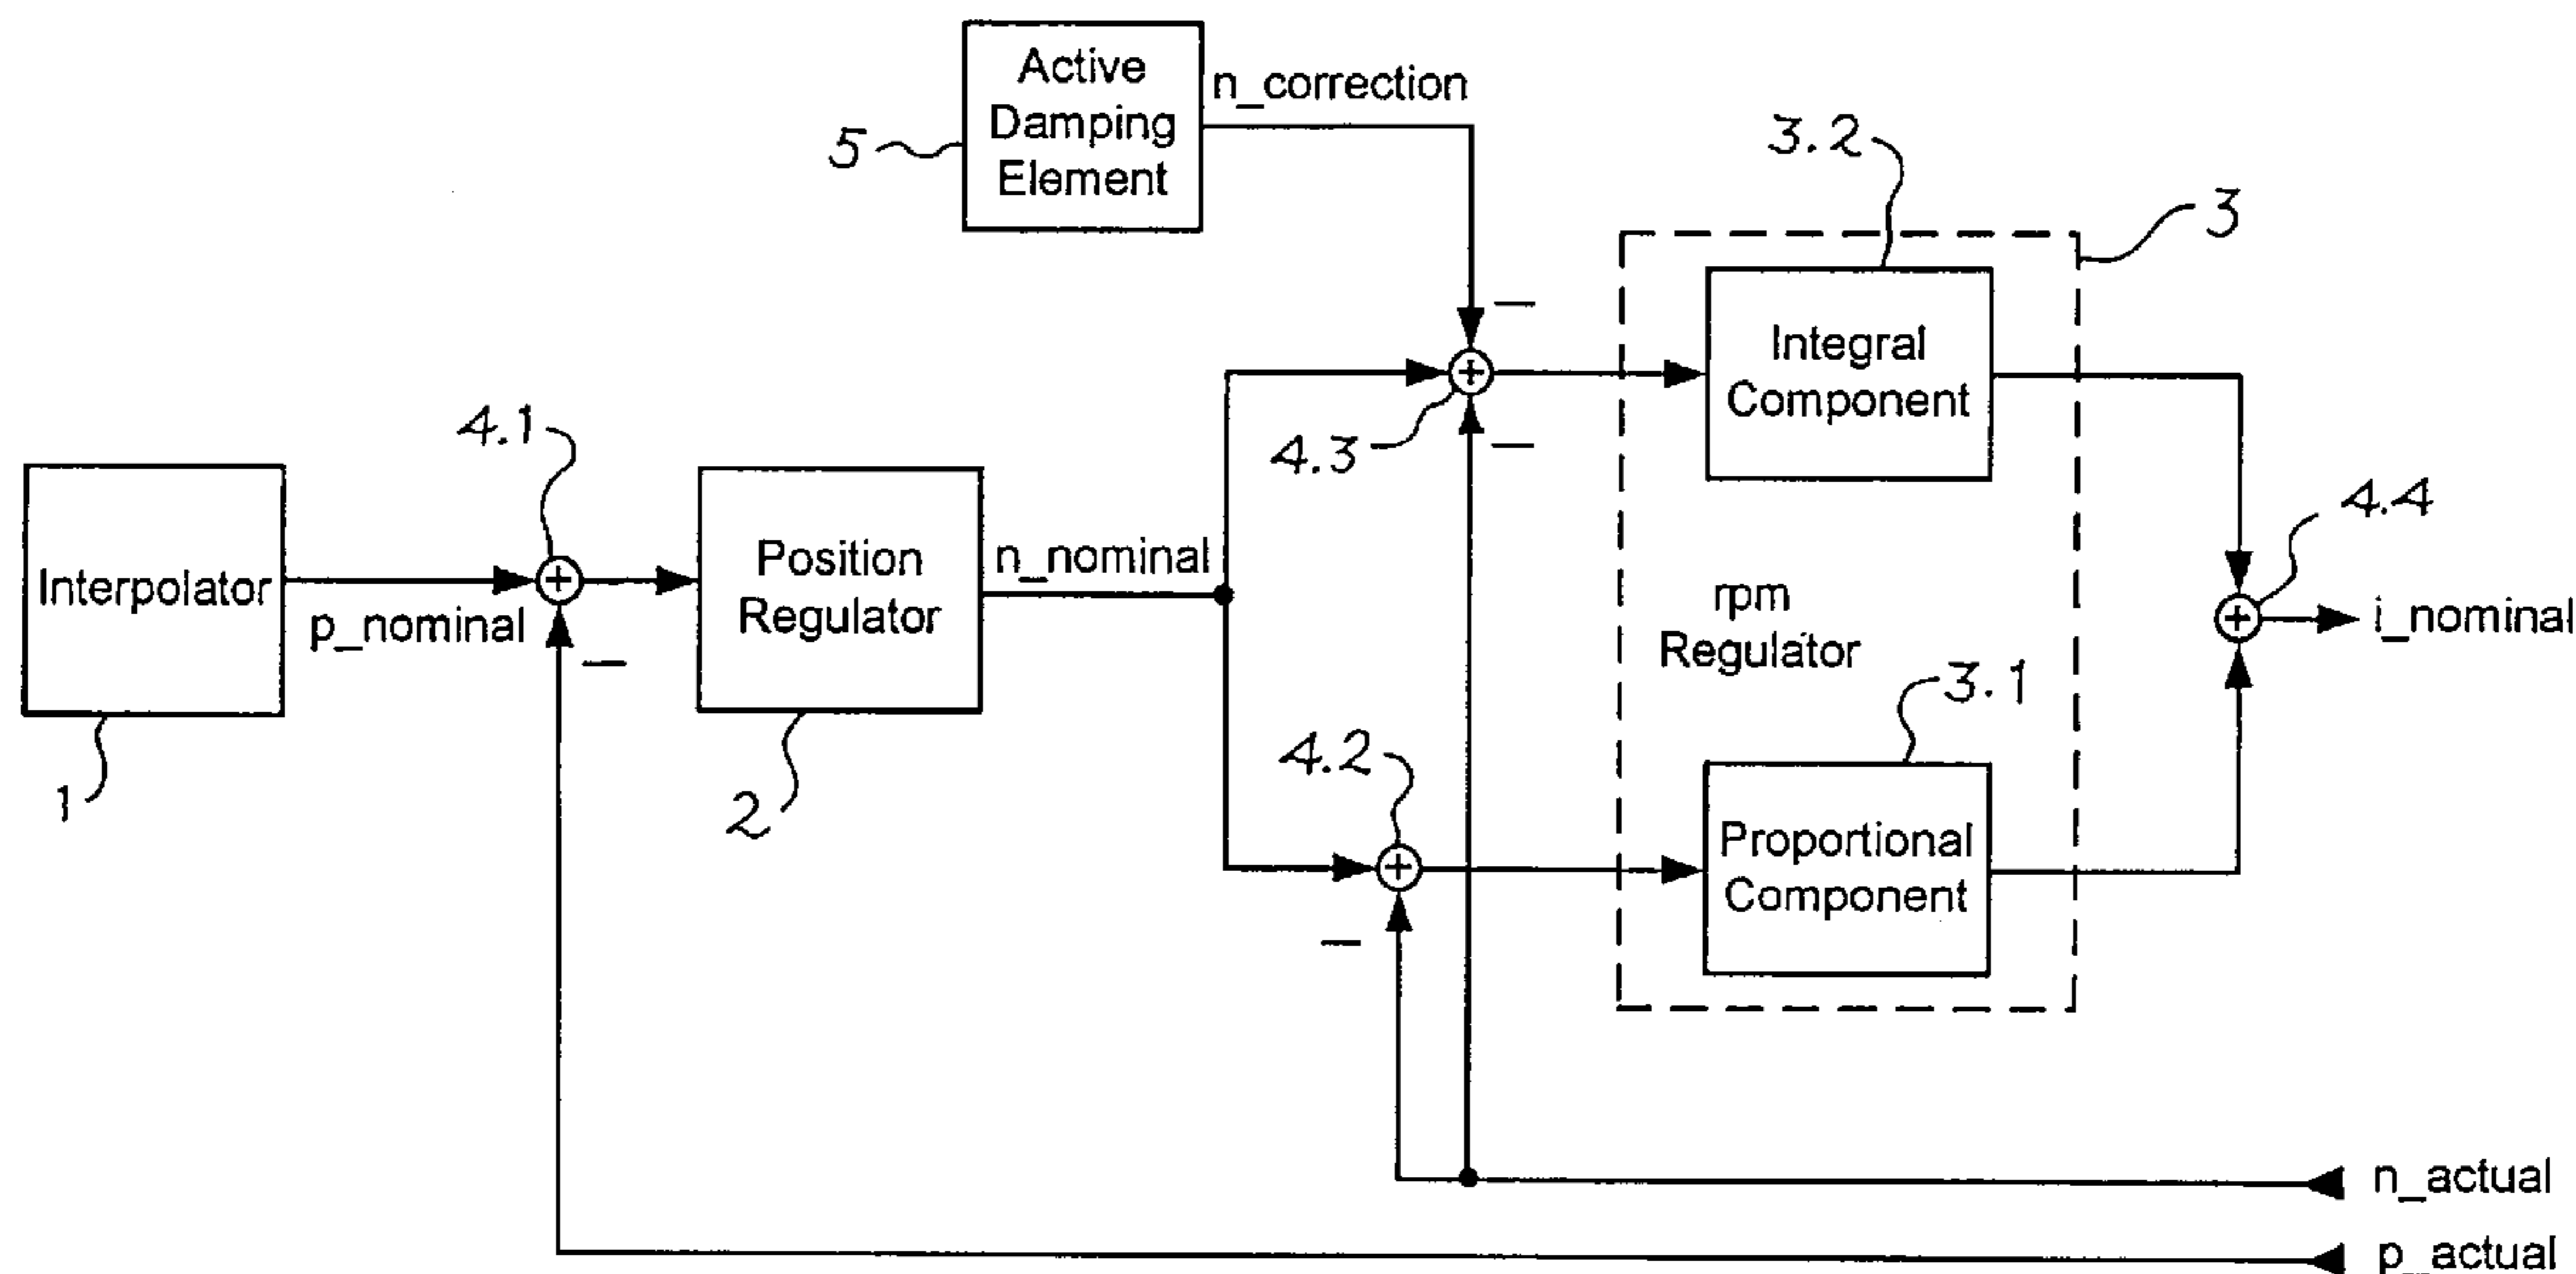 Active
Damping
Element
n_correction
5
3.2
3
Integral
Component
4.1
4.3
4.4
Interpolator
p_nominal
Position
Regulator
n_nominal
rpm
Regulator
i_nominal
3.1
1
2
4.2
Proportional
Component
n_actual
p_actual